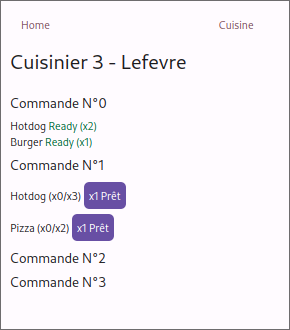 Home Cuisine
Cuisinier 3 - Lefevre
Commande N°0
Hotdog Ready (x2)
Burger Ready (x1)
Commande N°1
Hotdog (x0/x3) x1 Prêt
Pizza (x0/x2) x1 Prêt
Commande N°2
Commande N°3